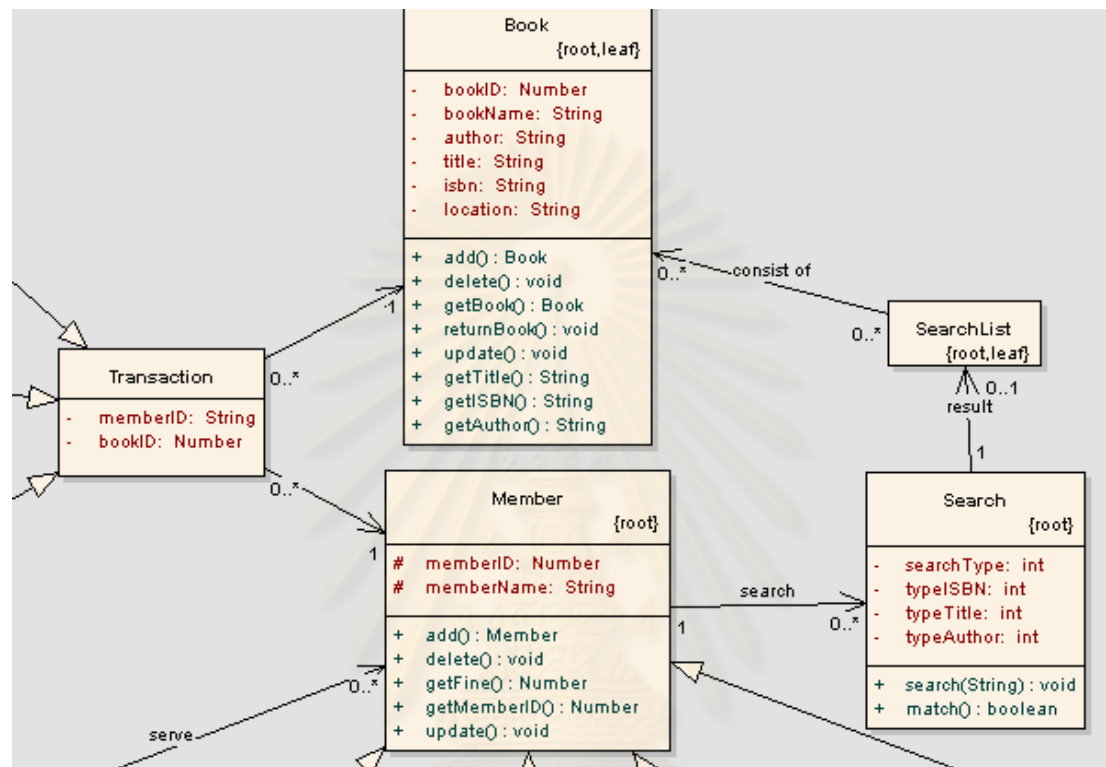 Book
{root,leaf}
- bookID: Number
- bookName: String
- author: String
- title: String
- isbn: String
- location: String
+ add() : Book
+ delete() : void
+ getBook() : Book
+ returnBook() : void
+ update() : void
+ getTitle() : String
+ getISBN() : String
+ getAuthor() : String
0..*
consist of
0..*
SearchList
{root,leaf}
0..1
result
1
Transaction
- memberID: String
- bookID: Number
1
0..*
0..*
1
Member
{root}
# memberID: Number
# memberName: String
+ add() : Member
+ delete() : void
+ getFine() : Number
+ getMemberID() : Number
+ update() : void
search
1
0..*
Search
{root}
- searchType: int
- typeISBN: int
- typeTitle: int
- typeAuthor: int
+ search(String) : void
+ match() : boolean
0..*
serve